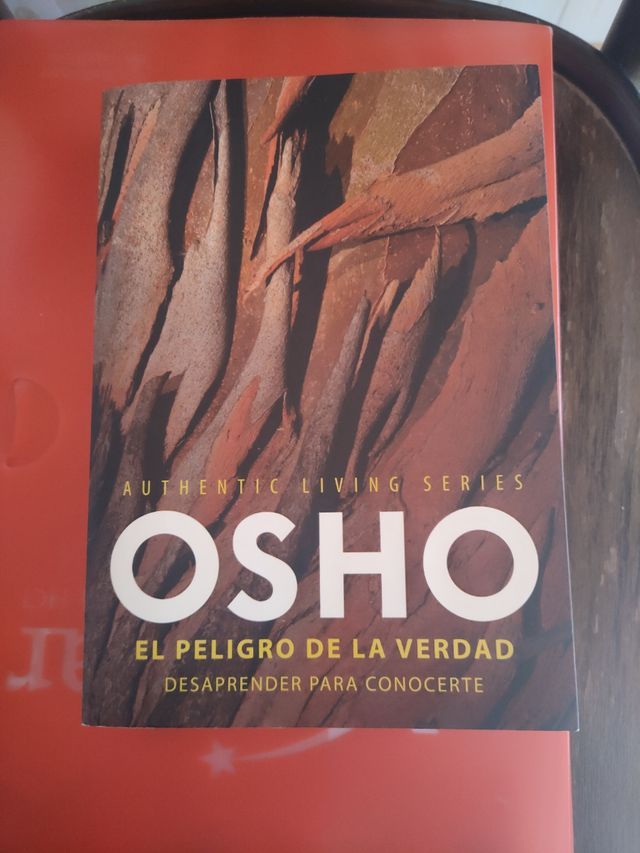 AUTHENTIC LIVING SERIES
OSHO
EL PELIGRO DE LA VERDAD
DESAPRENDER PARA CONOCERTE